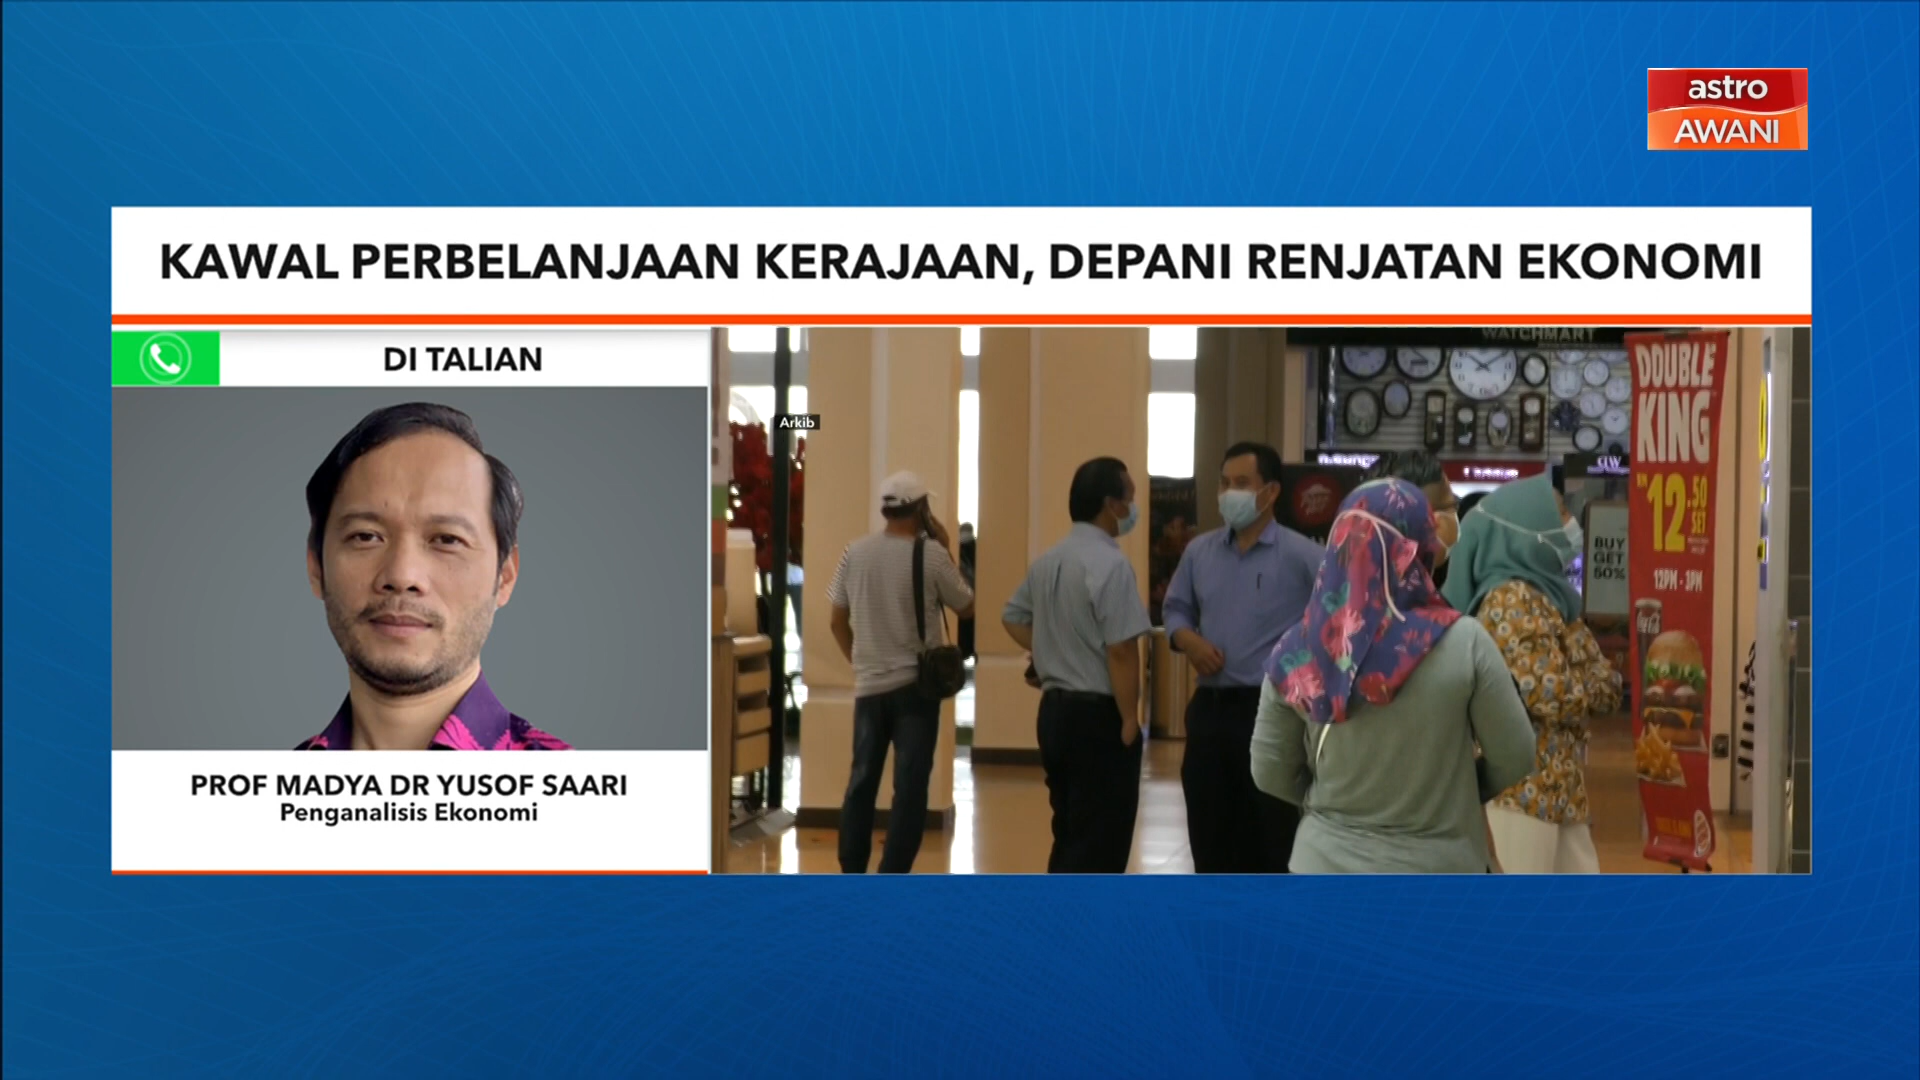 astro
AWANI
KAWAL PERBELANJAAN KERAJAAN, DEPANI RENJATAN EKONOMI
DI TALIAN
Arkib
WATCHMART
DOUBLE
KING
RM 12.50
SET
12PM - 3PM
BUY
GET
50%
PROF MADYA DR YUSOF SAARI
Penganalisis Ekonomi